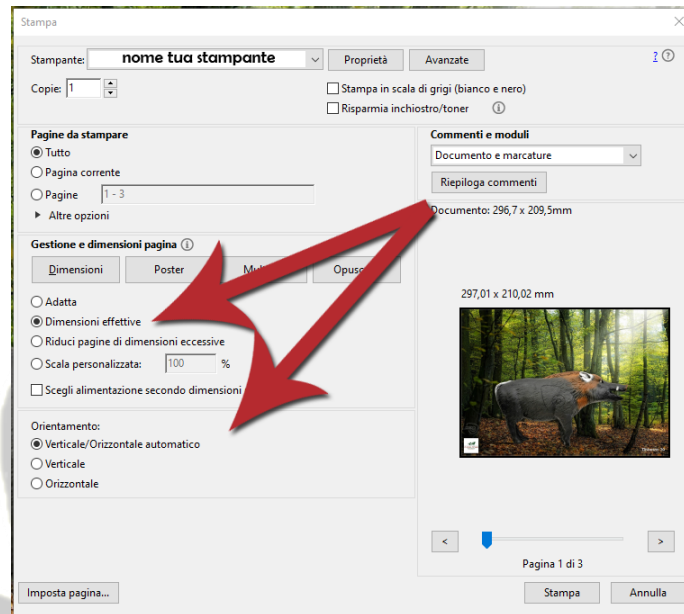 Stampa
Stampante: nome tua stampante Proprietà Avanzate ? 
Copie: 1 Stampa in scala di grigi (bianco e nero)
Risparmia inchiostro/toner
Pagine da stampare
Tutto
Pagina corrente
Pagine 1 - 3
Altre opzioni
Commenti e moduli
Documento e marcature
Riepiloga commenti
Documento: 296,7 x 209,5mm
Gestione e dimensioni pagina
Dimensioni Poster
Adatta
Dimensioni effettive
Riduci pagine di dimensioni eccessive
Scala personalizzata: 100 %
Scegli alimentazione secondo dimensioni
297,01 x 210,02 mm
Orientamento:
Verticale/Orizzontale automatico
Verticale
Orizzontale
< >
Pagina 1 di 3
Imposta pagina... Stampa Annulla